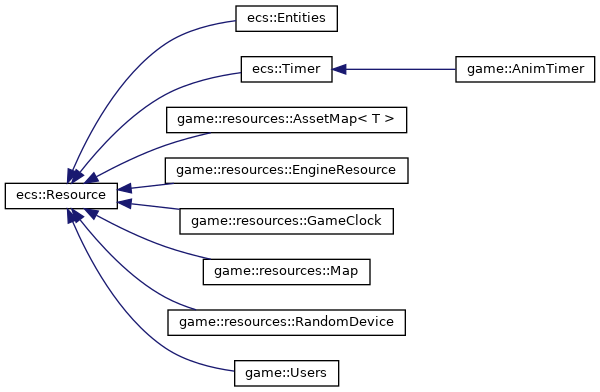 ecs::Entities
ecs::Timer
game::AnimTimer
game::resources::AssetMap< T >
game::resources::EngineResource
ecs::Resource
game::resources::GameClock
game::resources::Map
game::resources::RandomDevice
game::Users